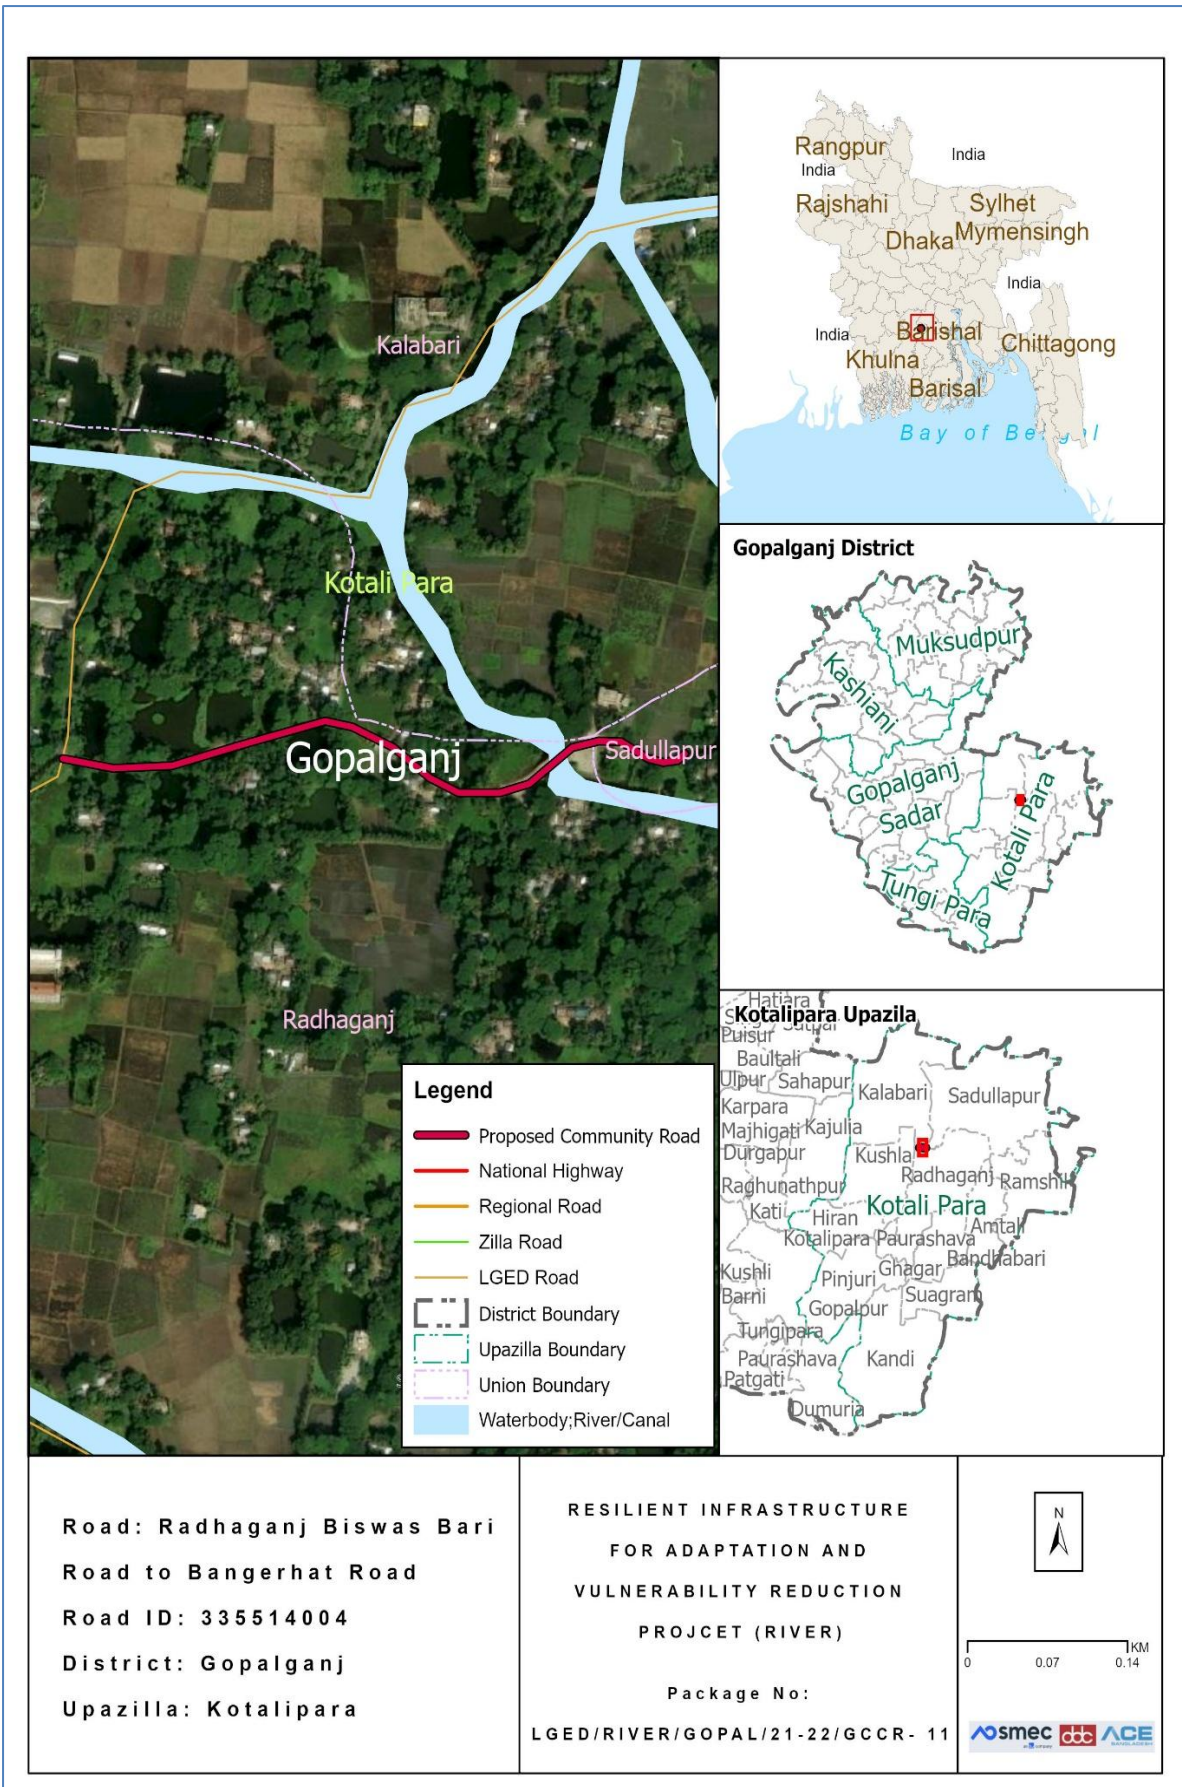 Kalabari
Kotali Para
Gopalganj
Sadullapur
Radhaganj
Legend
Proposed Community Road
National Highway
Regional Road
Zilla Road
LGED Road
District Boundary
Upazilla Boundary
Union Boundary
Waterbody;River/Canal
Rangpur
India
India
Rajshahi
Sylhet
Mymensingh
Dhaka
India
India
Barishal
Chittagong
Khulna
Barisal
Bay of Be
Gopalganj District
Muksudpur
Kashiani
Gopalganj
Sadar
Kotali Para
Tungi Para
Kotalipara Upazila
Hatiara
Puisur
Baultali
Ulpur Sahapur
Kalabari
Sadullapur
Karpara
Majhigati Kajulia
Durgapur
Kushla
Radhaganj
Ramshil
Raghunathpur
Kati
Kotali Para
Hiran
Amtali
Kotalipara Paurashava
Bandhabari
Kushli
Ghagar
Pinjuri
Barni
Suagram
Gopalpur
Tungipara
Paurashava
Kandi
Patgati
Dumuria
Road: Radhaganj Biswas Bari
Road to Bangerhat Road
Road ID: 335514004
District: Gopalganj
Upazilla: Kotalipara
RESILIENT INFRASTRUCTURE
FOR ADAPTATION AND
VULNERABILITY REDUCTION
PROJCET (RIVER)
Package No:
LGED/RIVER/GOPAL/21-22/GCCR- 11
N
KM
0 0.07 0.14
smec ddc ACE
BANGLADESH